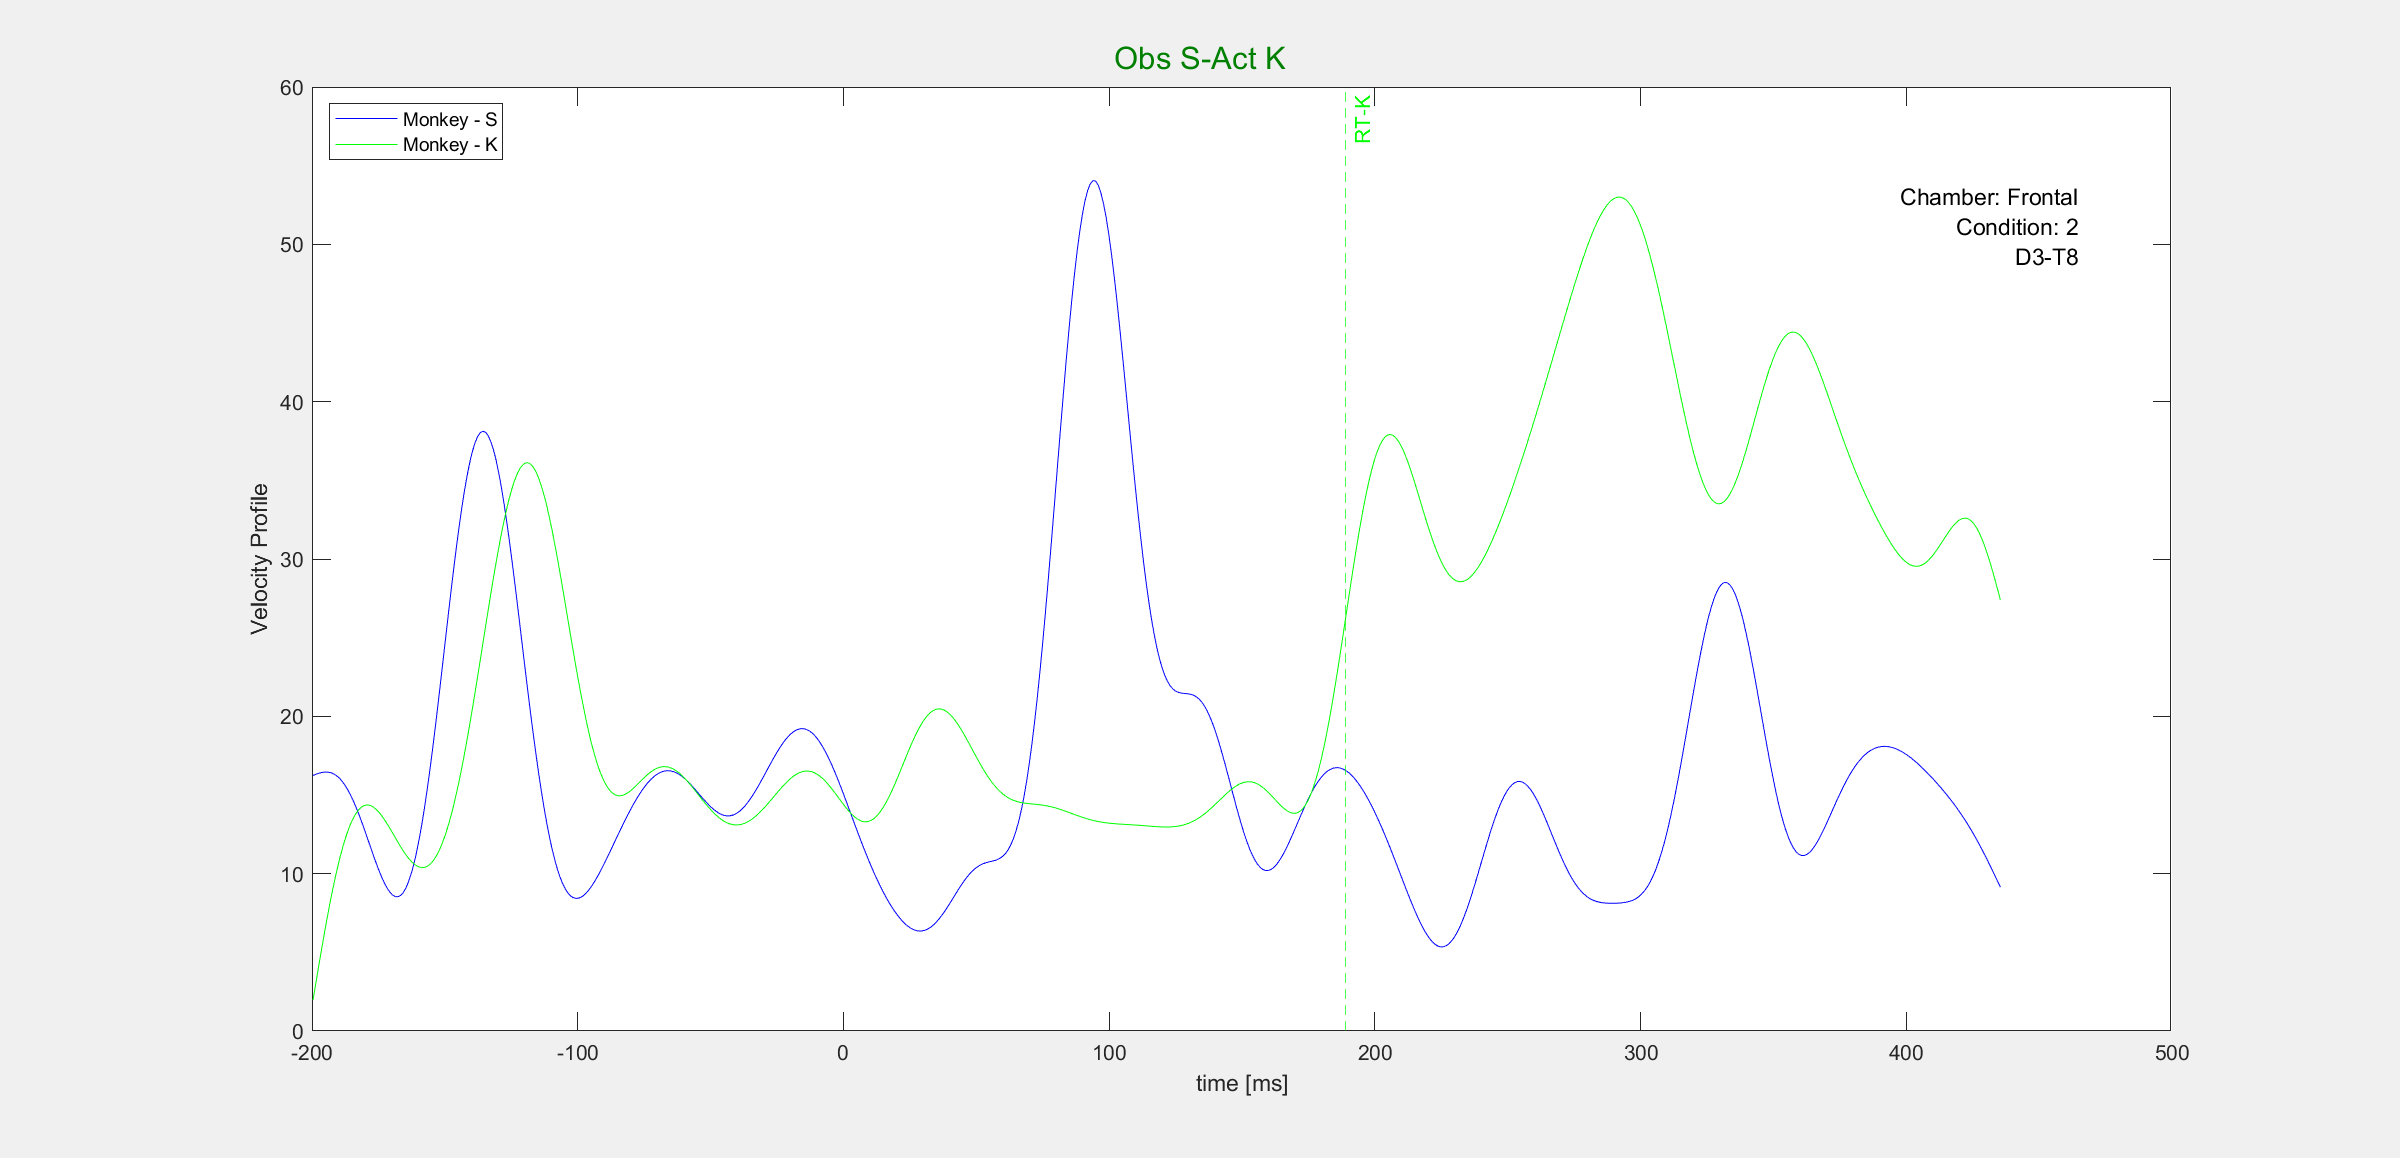 Obs S-Act K
Monkey - S
Monkey - K
RT-K
Chamber: Frontal
Condition: 2
D3-T8
Velocity Profile
60
50
40
30
20
10
0
-200
-100
0
100
200
300
400
500
time [ms]